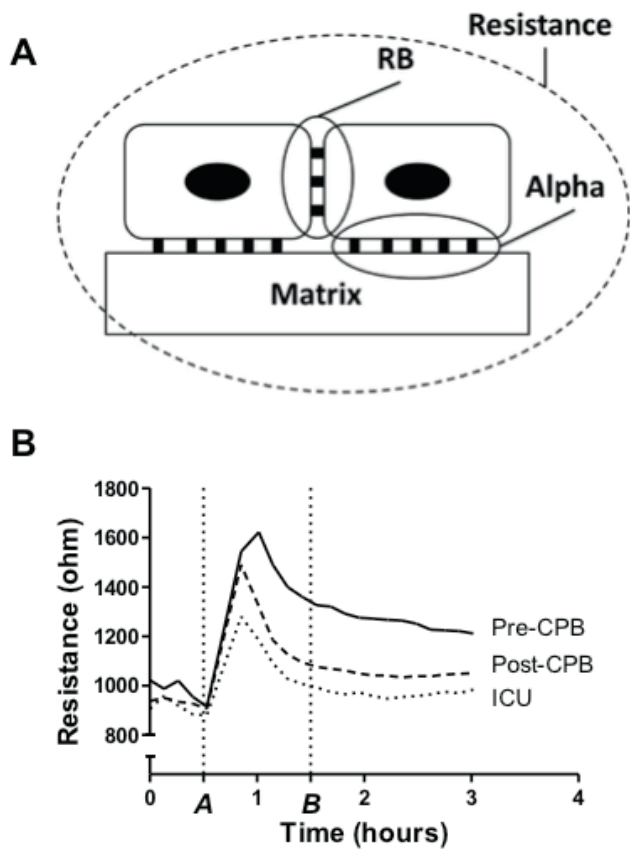 A
Resistance
RB
Alpha
Matrix
B
Resistance (ohm)
1800
1600
1400
1200
1000
800
Pre-CPB
Post-CPB
ICU
0 A 1 B 2 3 4
Time (hours)